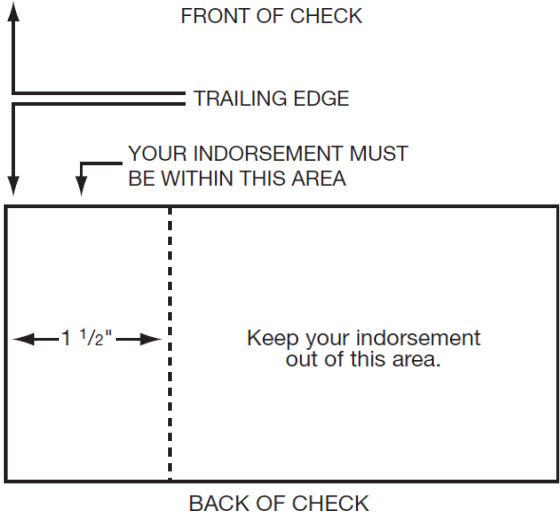 FRONT OF CHECK
TRAILING EDGE
YOUR INDORSEMENT MUST
BE WITHIN THIS AREA
1 1/2"
Keep your indorsement
out of this area.
BACK OF CHECK